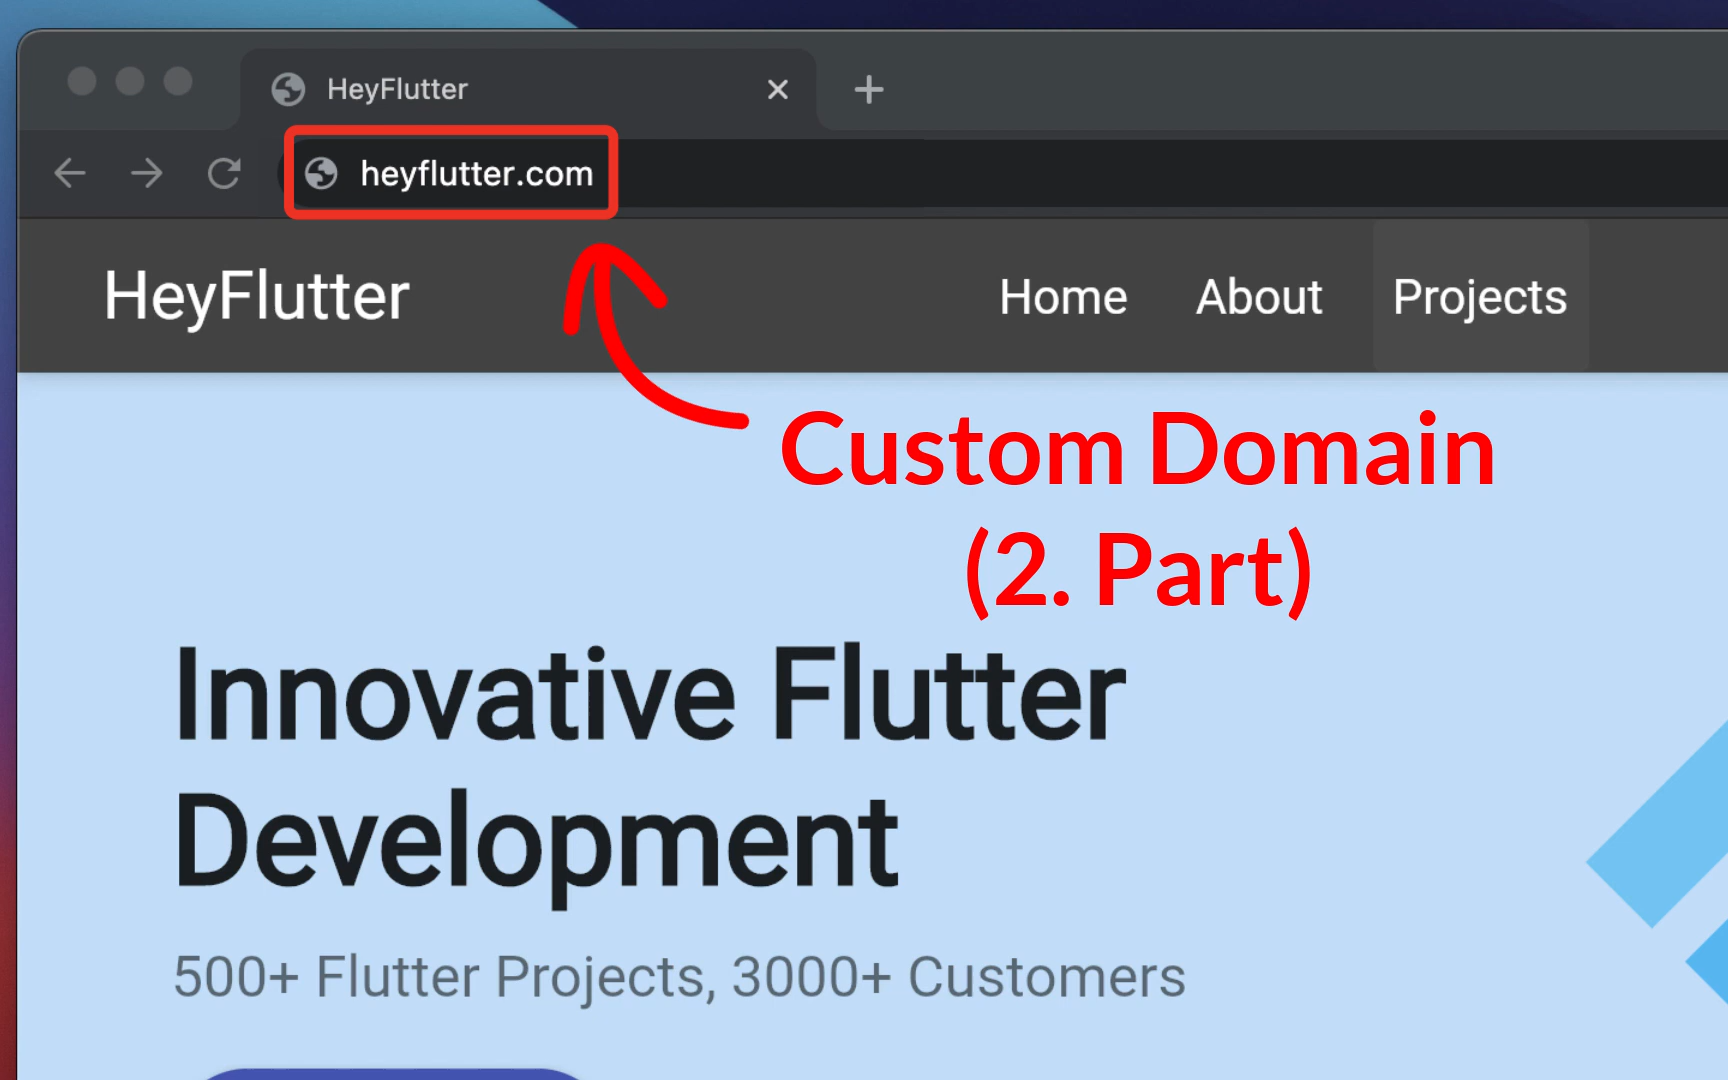 HeyFlutter
heyflutter.com
HeyFlutter
Home
About
Projects
Custom Domain
(2. Part)
Innovative Flutter
Development
500+ Flutter Projects, 3000+ Customers